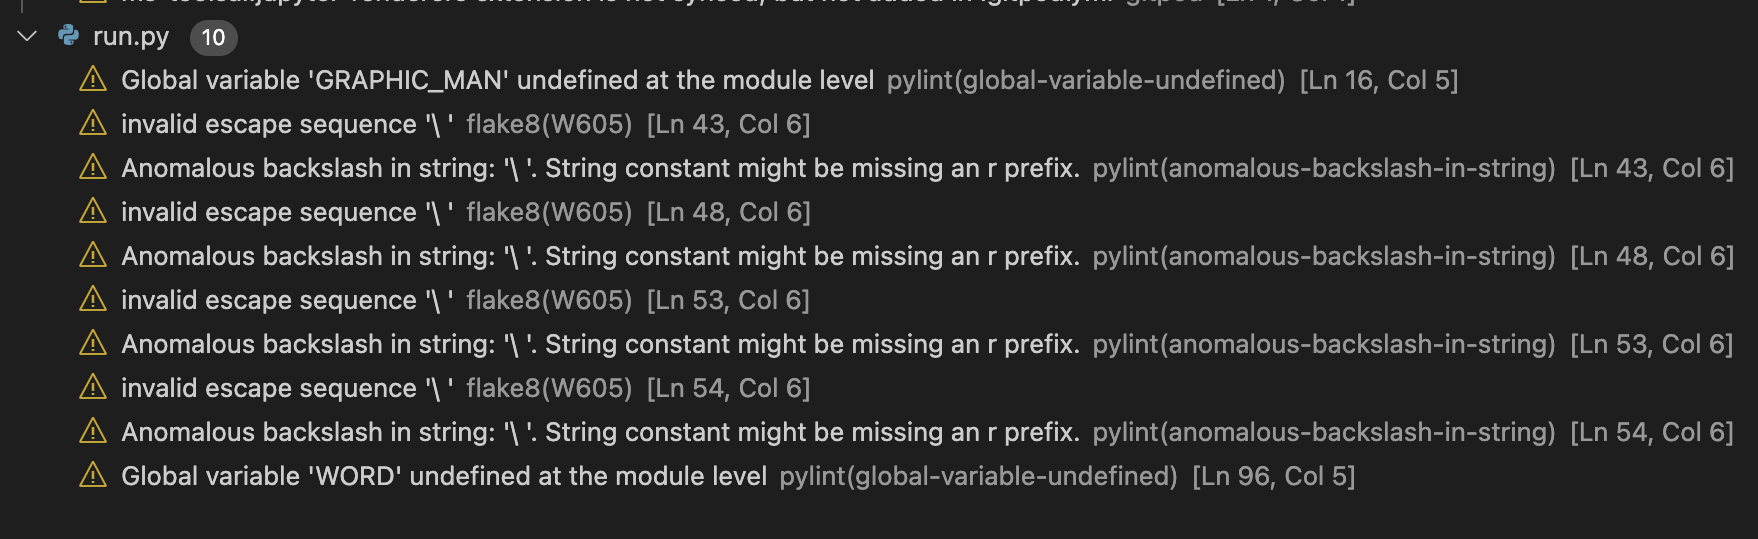 run.py 10
Global variable 'GRAPHIC_MAN' undefined at the module level pylint(global-variable-undefined) [Ln 16, Col 5]
invalid escape sequence '\ ' flake8(W605) [Ln 43, Col 6]
Anomalous backslash in string: '\ '. String constant might be missing an r prefix. pylint(anomalous-backslash-in-string) [Ln 43, Col 6]
invalid escape sequence '\ ' flake8(W605) [Ln 48, Col 6]
Anomalous backslash in string: '\ '. String constant might be missing an r prefix. pylint(anomalous-backslash-in-string) [Ln 48, Col 6]
invalid escape sequence '\ ' flake8(W605) [Ln 53, Col 6]
Anomalous backslash in string: '\ '. String constant might be missing an r prefix. pylint(anomalous-backslash-in-string) [Ln 53, Col 6]
invalid escape sequence '\ ' flake8(W605) [Ln 54, Col 6]
Anomalous backslash in string: '\ '. String constant might be missing an r prefix. pylint(anomalous-backslash-in-string) [Ln 54, Col 6]
Global variable 'WORD' undefined at the module level pylint(global-variable-undefined) [Ln 96, Col 5]